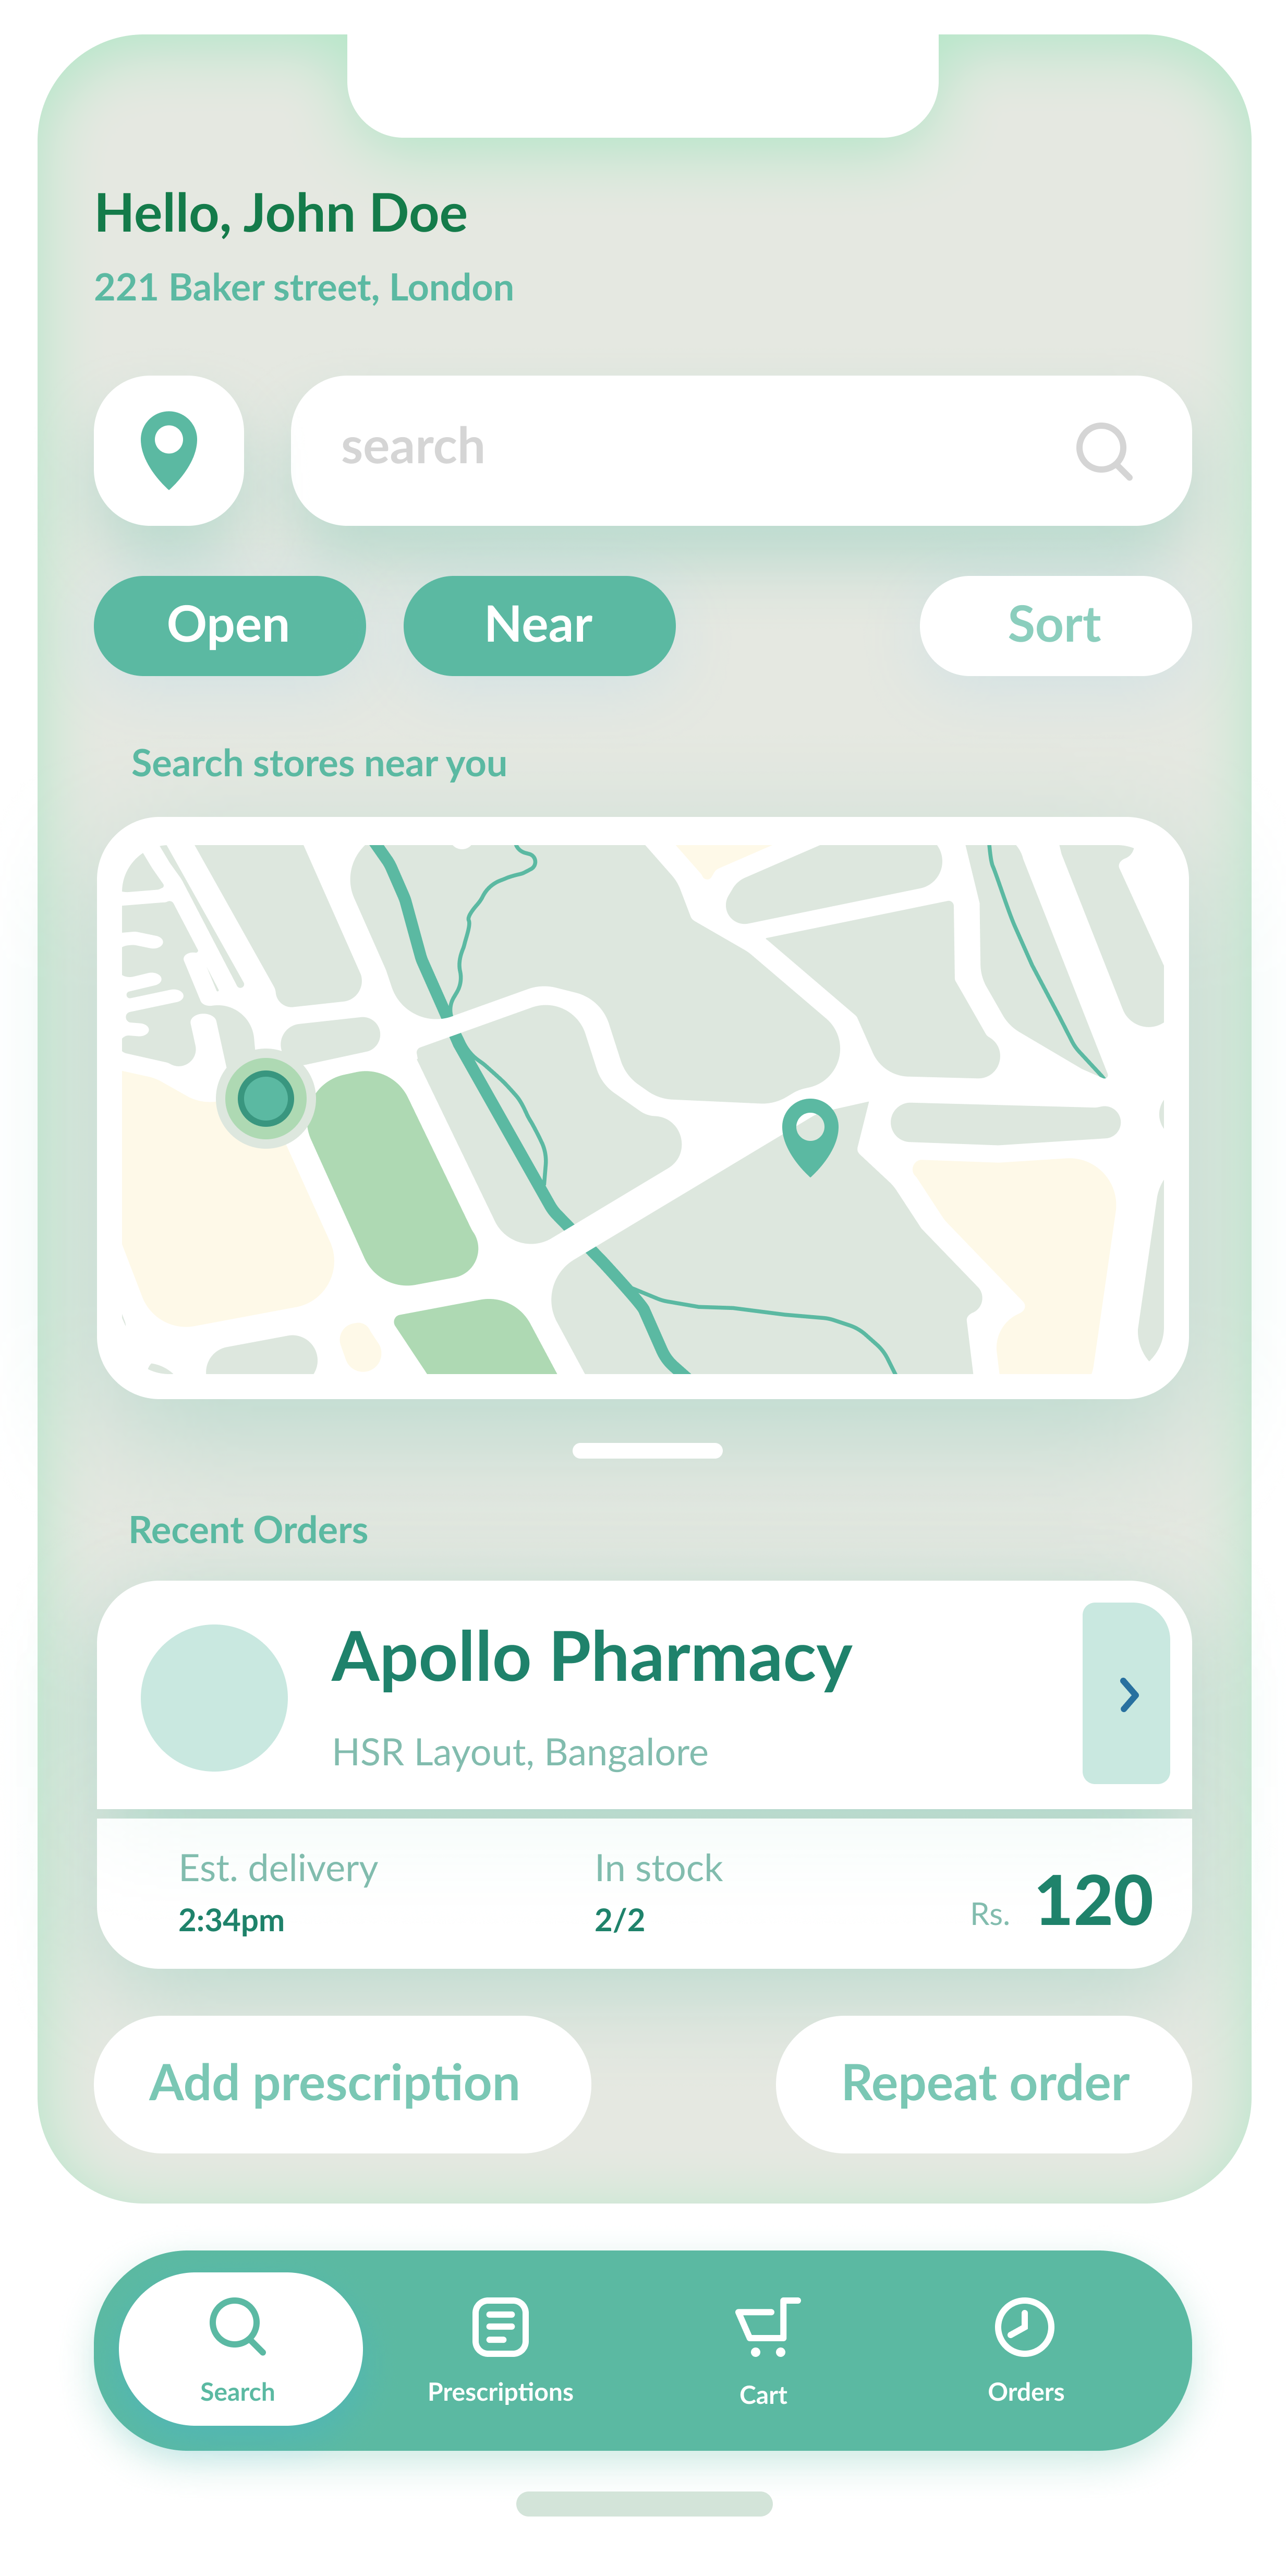 Hello, John Doe
221 Baker street, London
search
Open
Near
Sort
Search stores near you
Recent Orders
Apollo Pharmacy
HSR Layout, Bangalore
Est. delivery
2:34pm
In stock
2/2
Rs. 120
Add prescription
Repeat order
Search
Prescriptions
Cart
Orders